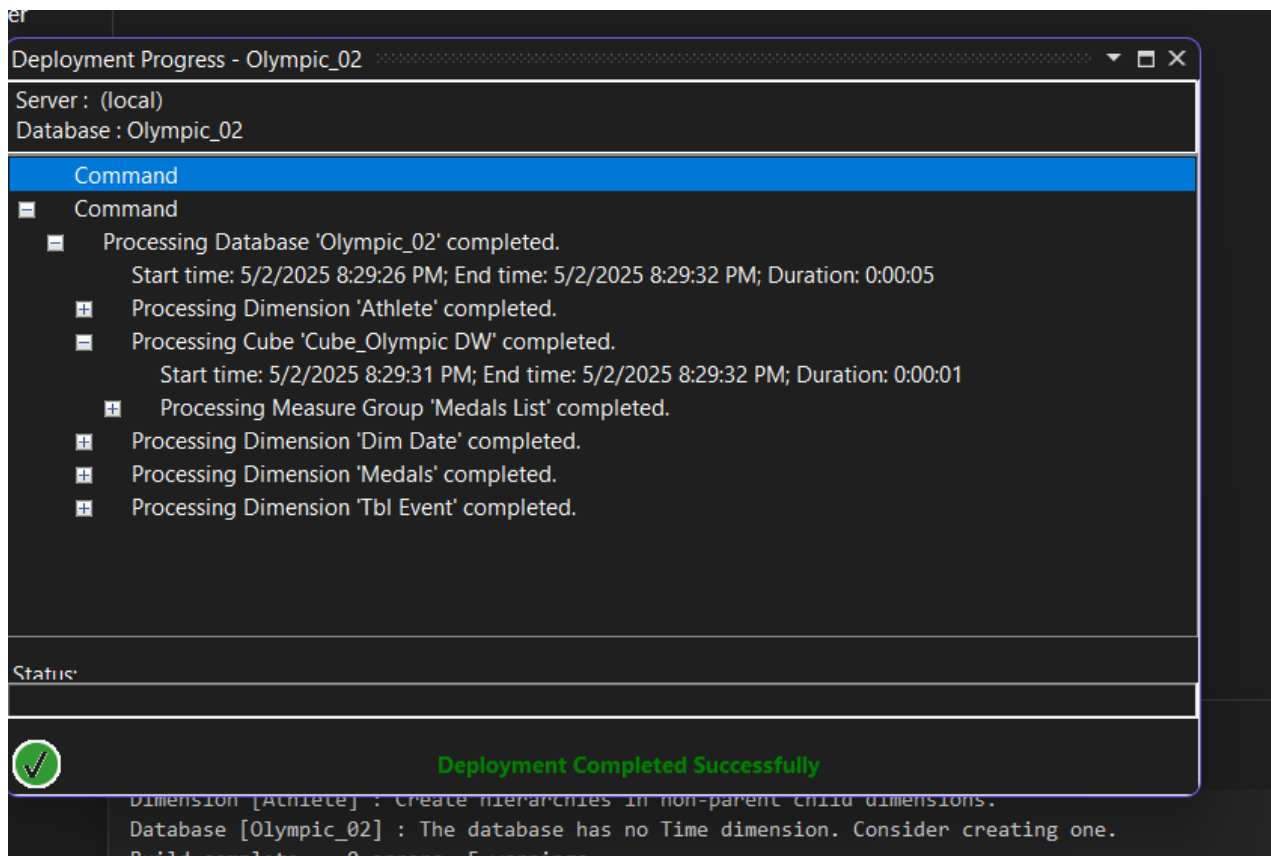 er
Deployment Progress - Olympic_02
Server : (local)
Database : Olympic_02
Command
Command
Processing Database 'Olympic_02' completed.
Start time: 5/2/2025 8:29:26 PM; End time: 5/2/2025 8:29:32 PM; Duration: 0:00:05
Processing Dimension 'Athlete' completed.
Processing Cube 'Cube_Olympic DW' completed.
Start time: 5/2/2025 8:29:31 PM; End time: 5/2/2025 8:29:32 PM; Duration: 0:00:01
Processing Measure Group 'Medals List' completed.
Processing Dimension 'Dim Date' completed.
Processing Dimension 'Medals' completed.
Processing Dimension 'Tbl Event' completed.
Status:
Deployment Completed Successfully
Dimension [Athlete] : Create hierarchies in non-parent child dimensions.
Database [Olympic_02] : The database has no Time dimension. Consider creating one.
Build complete